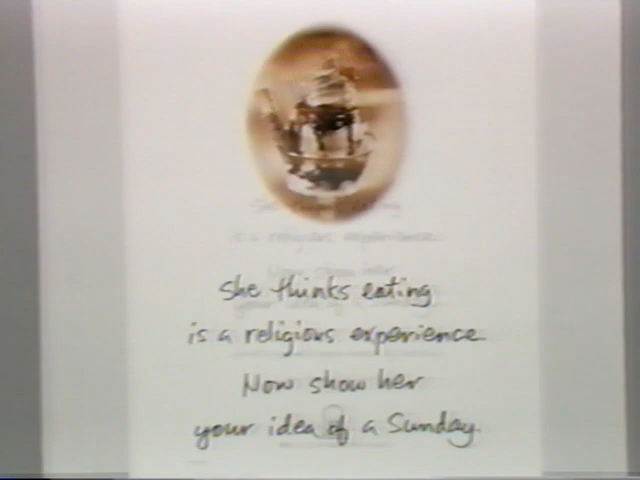 She thinks eating
is a religious experience.
Now show her
your idea of a Sunday.